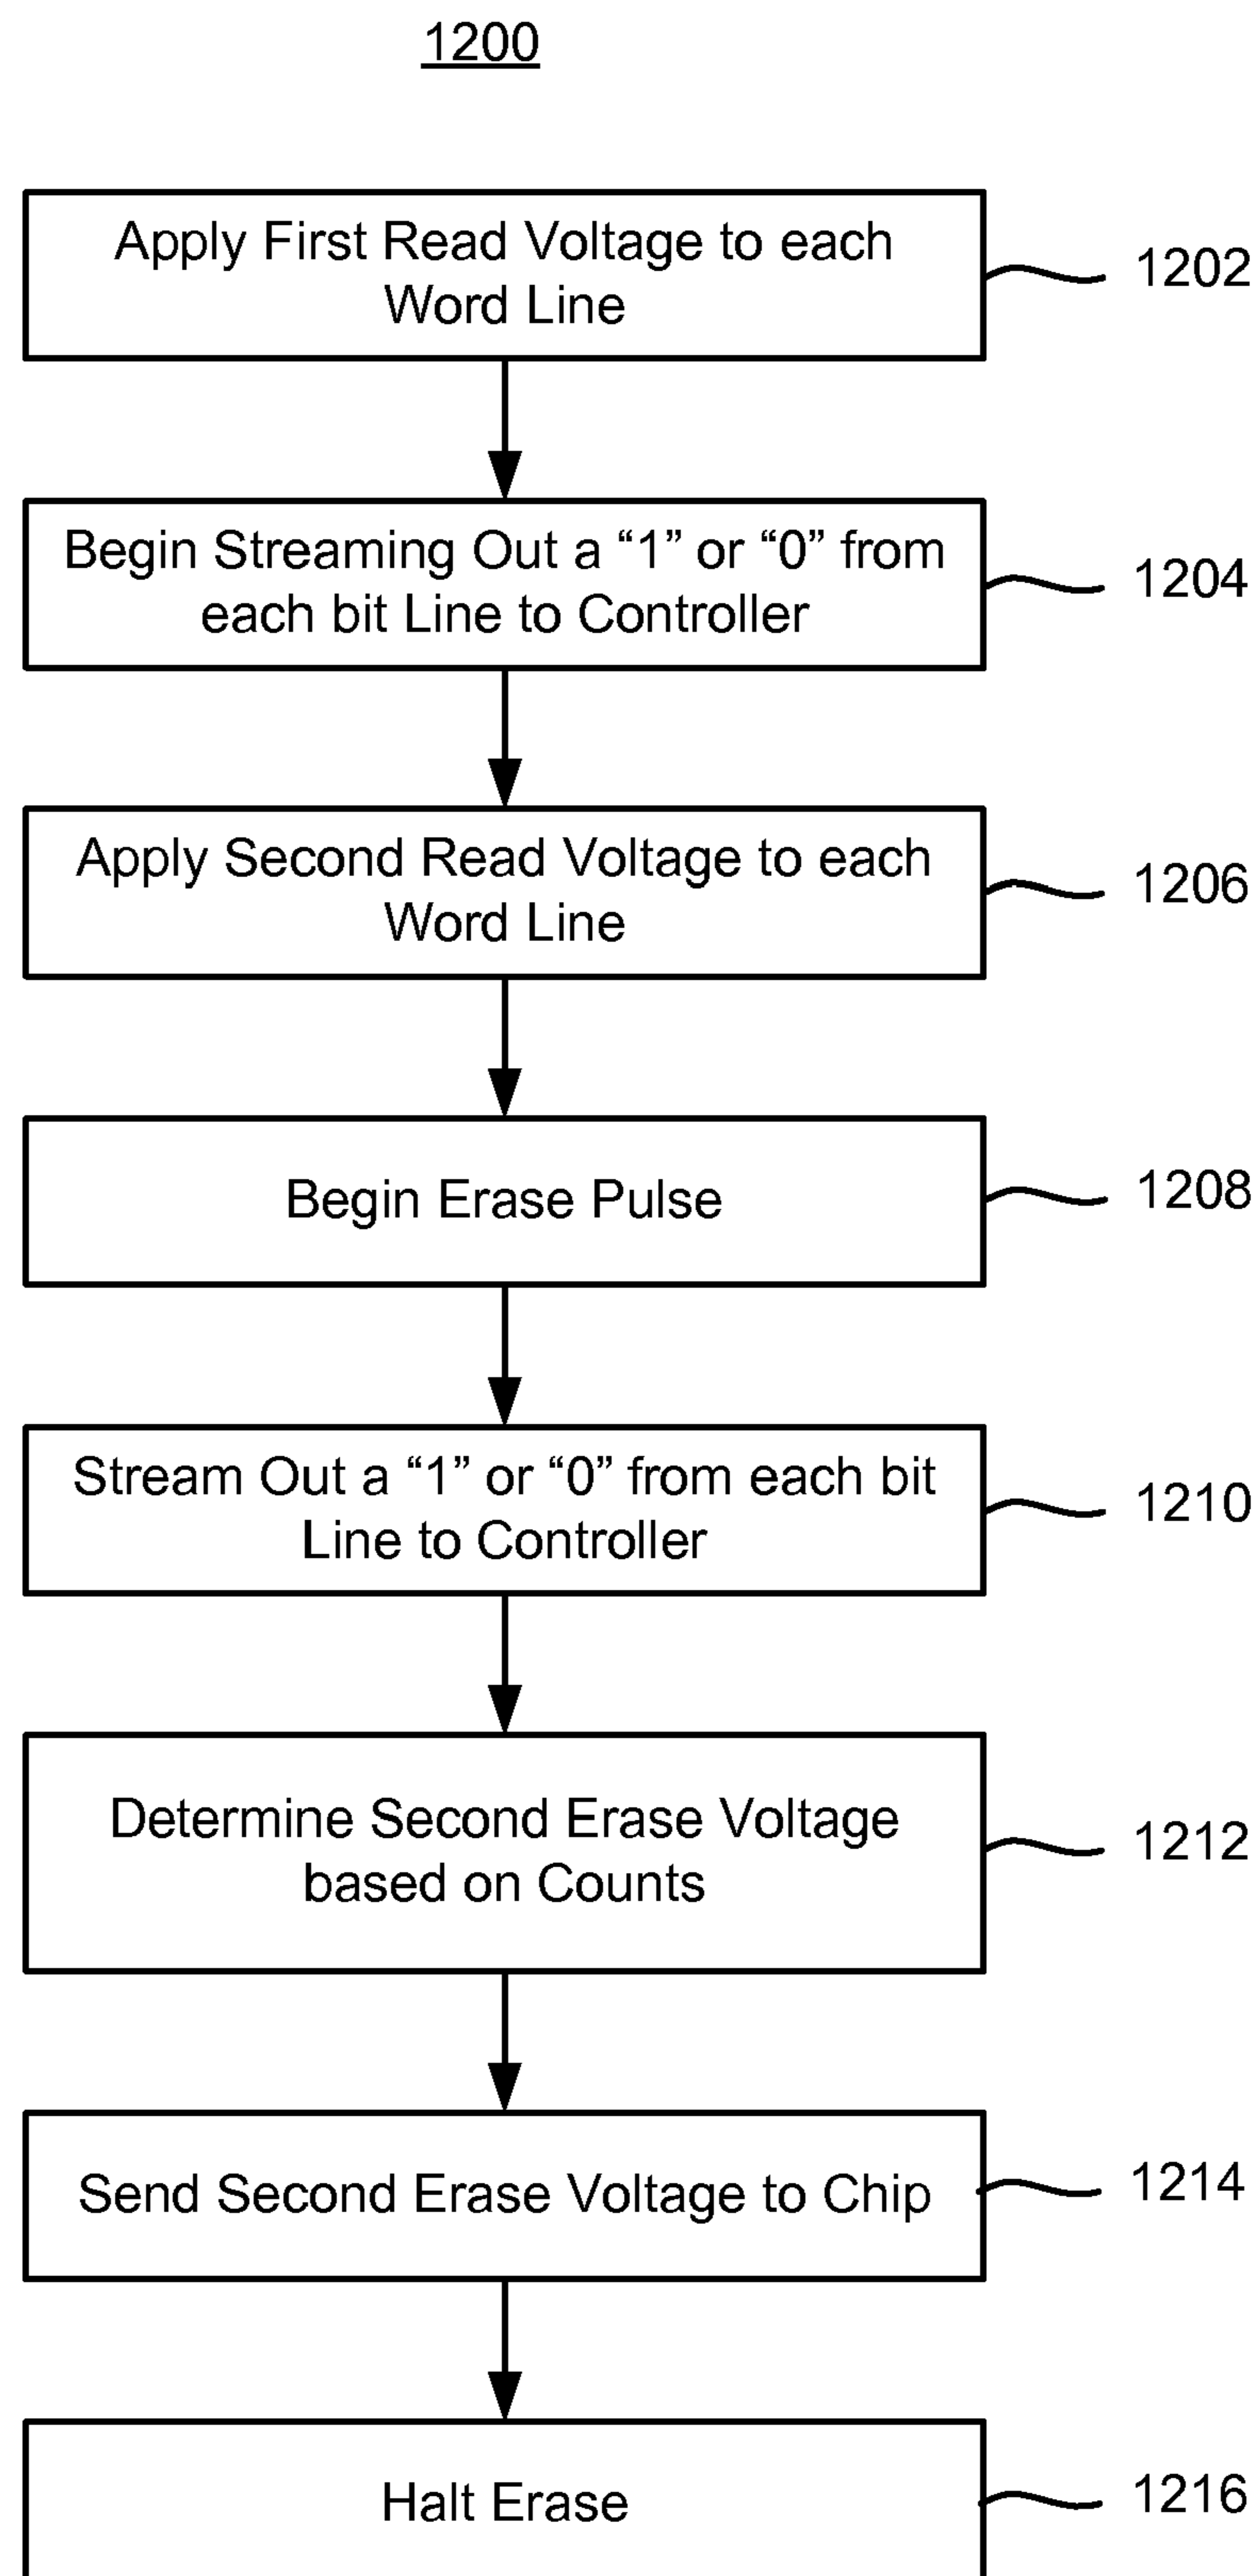 1200
Apply First Read Voltage to each
Word Line
1202
Begin Streaming Out a “1” or “0” from
each bit Line to Controller
1204
Apply Second Read Voltage to each
Word Line
1206
Begin Erase Pulse
1208
Stream Out a “1” or “0” from each bit
Line to Controller
1210
Determine Second Erase Voltage
based on Counts
1212
Send Second Erase Voltage to Chip
1214
Halt Erase
1216